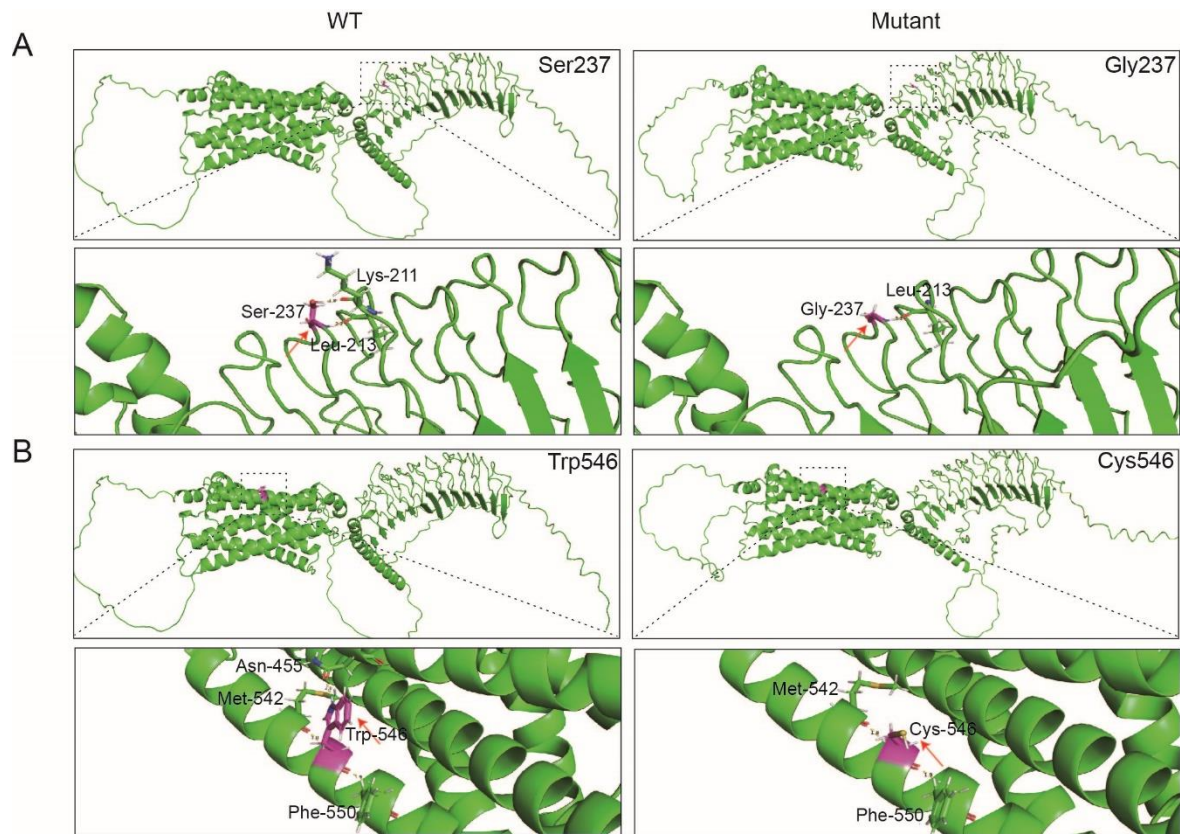 WT
Mutant
A
Ser237
Gly237
Lys-211
Ser-237
Leu-213
Leu-213
Gly-237
B
Trp546
Cys546
Asn-455
Met-542
Trp-546
Phe-550
Met-542
Cys-546
Phe-550